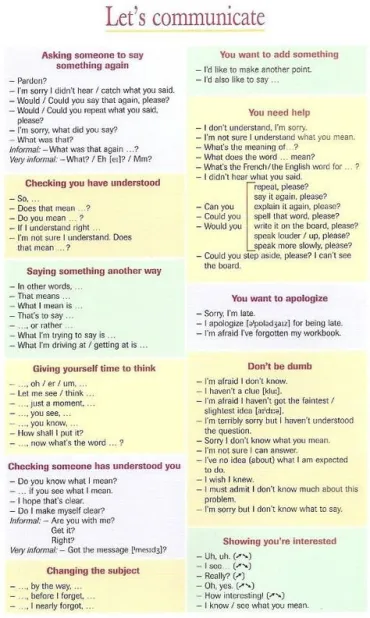 Let's communicate
Asking someone to say
something again
– Pardon?
– I'm sorry I didn't hear / catch what you said.
– Would / Could you say that again, please?
– Would / Could you repeat what you said,
please?
– I'm sorry, what did you say?
– What was that?
Informal: – What was that again ...?
Very informal: – What? / Eh [eɪ]? / Mm?
Checking you have understood
– So, ...
– Does that mean ...?
– Do you mean ... ?
– If I understand right ...
– I'm not sure I understand. Does
that mean ... ?
Saying something another way
– In other words, ...
– That means ...
– What I mean is ...
– That's to say ...
– ..., or rather ...
– What I'm trying to say is ...
– What I'm driving at / getting at is ...
Giving yourself time to think
– ..., oh / er / um, ...
– Let me see / think ...
– ..., just a moment, ...
– ..., you see, ...
– ..., you know, ...
– How shall I put it?
– ..., now what's the word ... ?
Checking someone has understood you
– Do you know what I mean?
– ... if you see what I mean.
– I hope that's clear.
– Do I make myself clear?
Informal: – Are you with me?
Get it?
Right?
Very informal: – Got the message [ˈmesɪdʒ]?
Changing the subject
– ..., by the way, ...
– ..., before I forget, ...
– ..., I nearly forgot, ...
You want to add something
– I'd like to make another point.
– I'd also like to say ...
You need help
– I don't understand, I'm sorry.
– I'm not sure I understand what you mean.
– What's the meaning of ...?
– What does the word ... mean?
– What's the French/the English word for ... ?
– I didn't hear what you said.
repeat, please?
say it again, please?
– Can you explain it again, please?
– Could you spell that word, please?
– Would you write it on the board, please?
speak louder / up, please?
speak more slowly, please?
– Could you step aside, please? I can't see
the board.
You want to apologize
– Sorry, I'm late.
– I apologize [əˈpɒlədʒaɪz] for being late.
– I'm afraid I've forgotten my workbook.
Don't be dumb
– I'm afraid I don't know.
– I haven't a clue [kluː].
– I'm afraid I haven't got the faintest /
slightest idea [aɪˈdɪə].
– I'm terribly sorry but I haven't understood
the question.
– Sorry I don't know what you mean.
– I'm not sure I can answer.
– I've no idea (about) what I am expected
to do.
– I wish I knew.
– I must admit I don't know much about this
problem.
– I'm sorry but I don't know what to say.
Showing you're interested
– Uh, uh. (↗↘)
– I see... (↗↘)
– Really? (↗)
– Oh, yes. (↗↘)
– How interesting! (↗↘)
– I know / see what you mean.